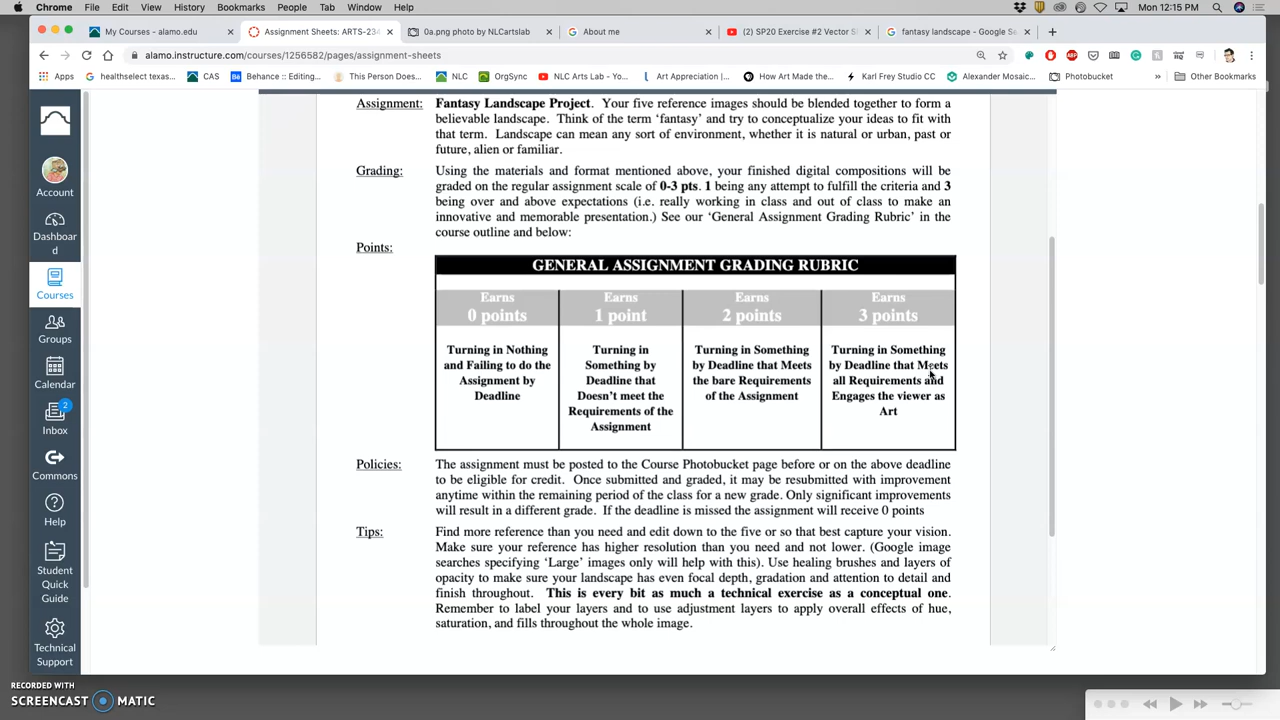 Chrome File Edit View History Bookmarks People Tab Window Help Mon 12:15 PM
My Courses - alamo.edu Assignment Sheets: ARTS-234 0a.png photo by NLCartslab About me (2) SP20 Exercise #2 Vector S fantasy landscape - Google Se
alamo.instructure.com/courses/1256582/pages/assignment-sheets
Apps healthselect texas... CAS Behance :: Editing... This Person Does... NLC OrgSync NLC Arts Lab - Yo... Art Appreciation |... How Art Made the... Karl Frey Studio CC Alexander Mosaic... Photobucket » Other Bookmarks
Account
Dashboar
d
Courses
Groups
Calendar
2
Inbox
Commons
Help
Student
Quick
Guide
Technical
Support
Assignment: Fantasy Landscape Project. Your five reference images should be blended together to form a
believable landscape. Think of the term ‘fantasy’ and try to conceptualize your ideas to fit with
that term. Landscape can mean any sort of environment, whether it is natural or urban, past or
future, alien or familiar.
Grading: Using the materials and format mentioned above, your finished digital compositions will be
graded on the regular assignment scale of 0-3 pts. 1 being any attempt to fulfill the criteria and 3
being over and above expectations (i.e. really working in class and out of class to make an
innovative and memorable presentation.) See our ‘General Assignment Grading Rubric’ in the
course outline and below:
Points:
GENERAL ASSIGNMENT GRADING RUBRIC
Earns
0 points
Turning in Nothing
and Failing to do the
Assignment by
Deadline
Earns
1 point
Turning in
Something by
Deadline that
Doesn’t meet the
Requirements of the
Assignment
Earns
2 points
Turning in Something
by Deadline that Meets
the bare Requirements
of the Assignment
Earns
3 points
Turning in Something
by Deadline that Meets
all Requirements and
Engages the viewer as
Art
Policies: The assignment must be posted to the Course Photobucket page before or on the above deadline
to be eligible for credit. Once submitted and graded, it may be resubmitted with improvement
anytime within the remaining period of the class for a new grade. Only significant improvements
will result in a different grade. If the deadline is missed the assignment will receive 0 points
Tips: Find more reference than you need and edit down to the five or so that best capture your vision.
Make sure your reference has higher resolution than you need and not lower. (Google image
searches specifying ‘Large’ images only will help with this). Use healing brushes and layers of
opacity to make sure your landscape has even focal depth, gradation and attention to detail and
finish throughout. This is every bit as much a technical exercise as a conceptual one.
Remember to label your layers and to use adjustment layers to apply overall effects of hue,
saturation, and fills throughout the whole image.
RECORDED WITH
SCREENCAST MATIC